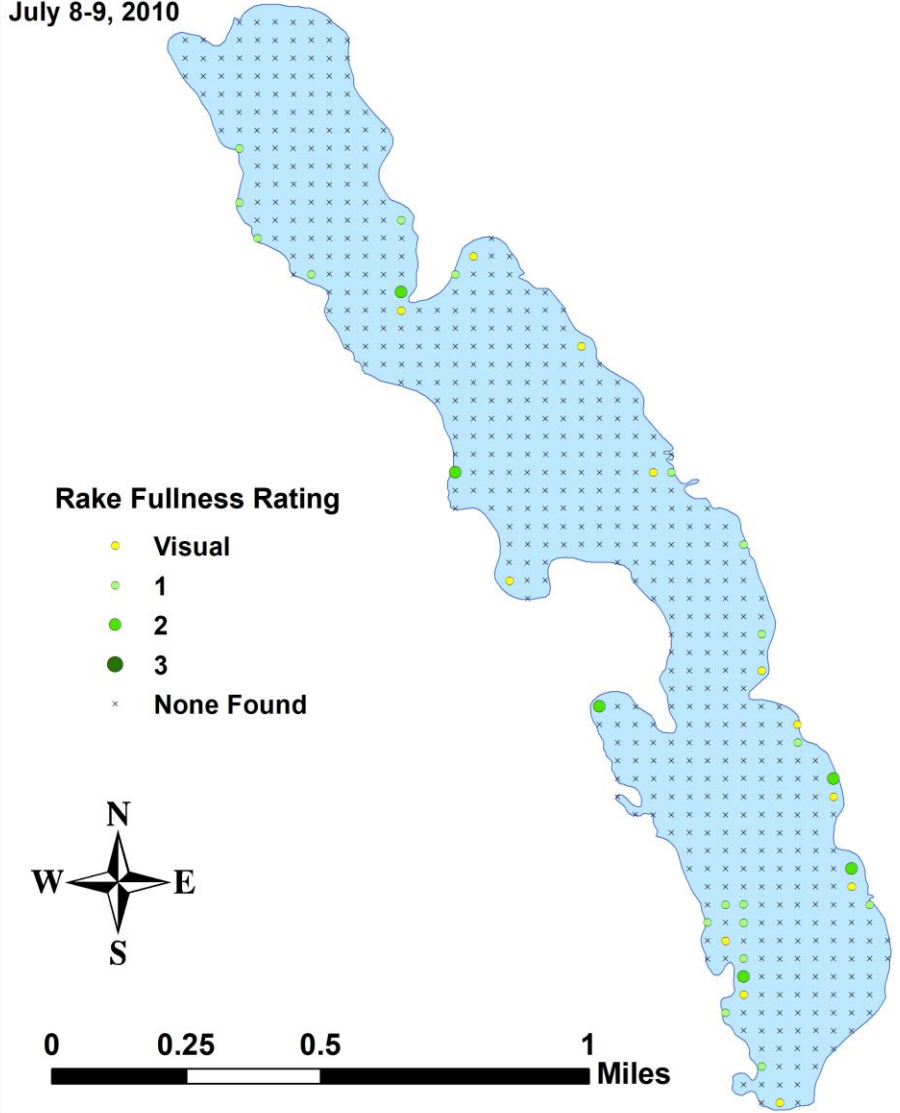 July 8-9, 2010
Rake Fullness Rating
Visual
1
2
3
None Found
N
W E
S
0 0.25 0.5 1
Miles